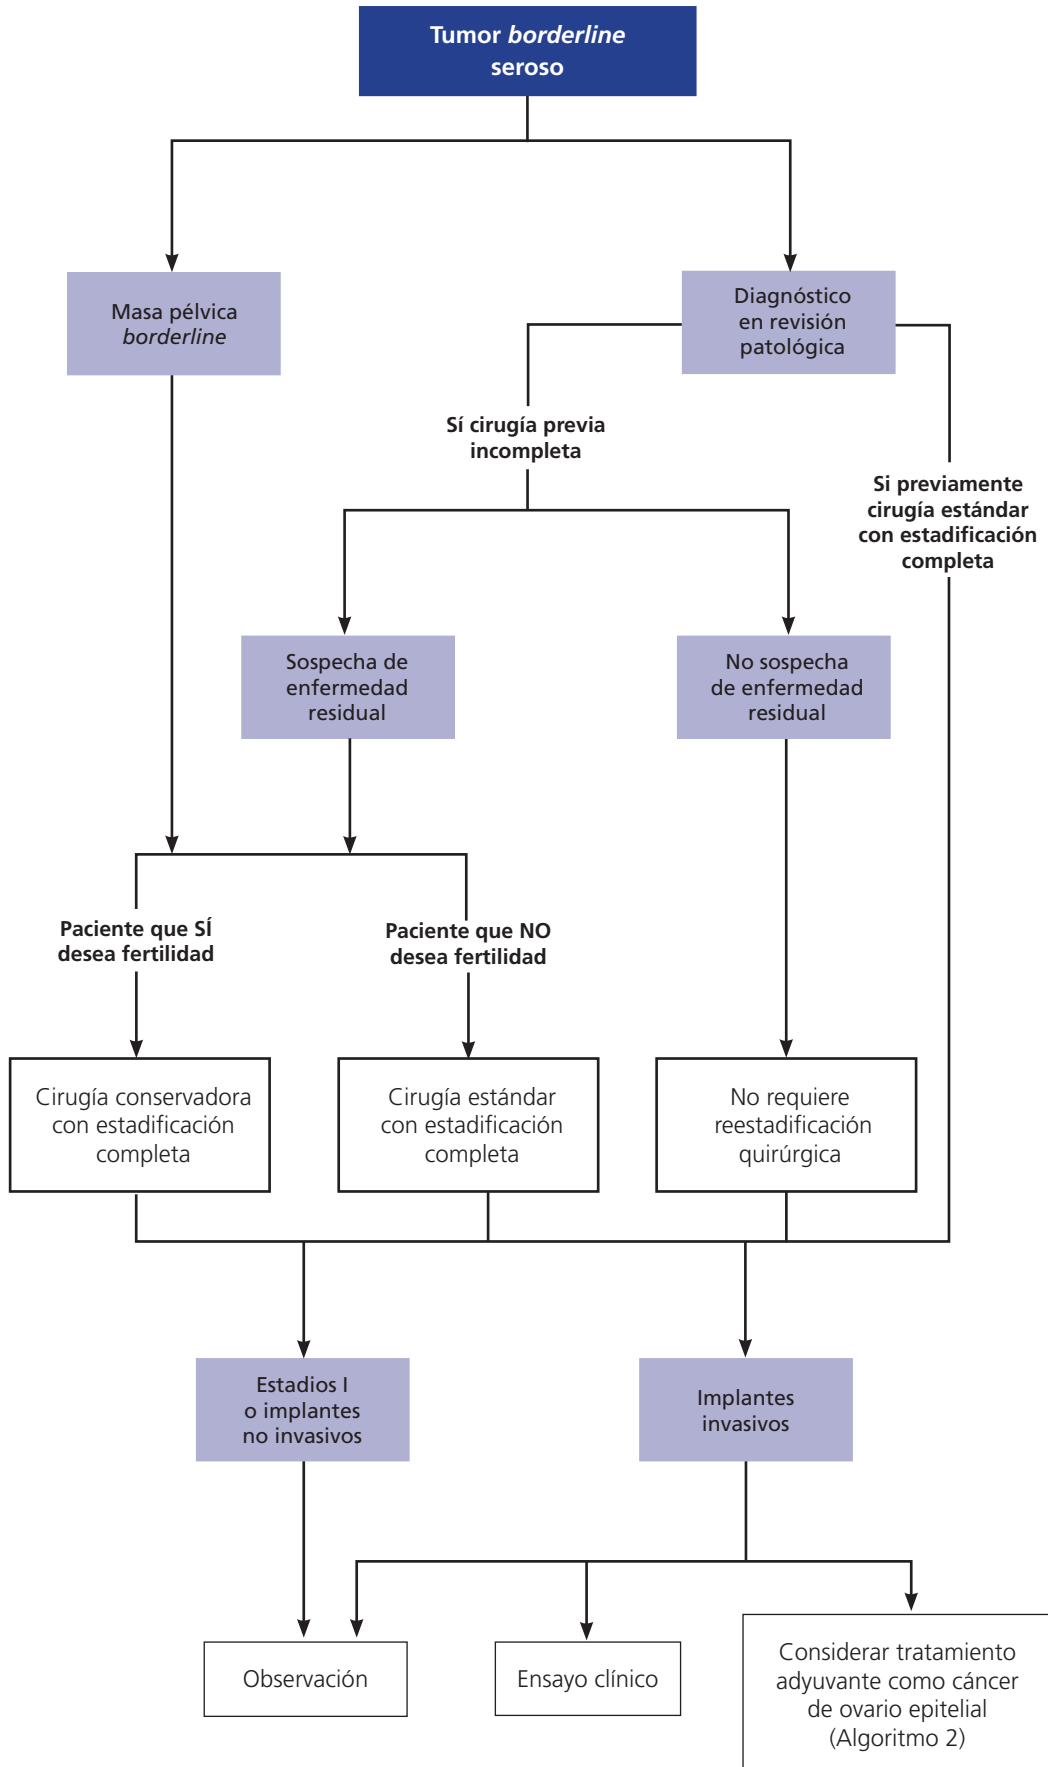 Tumor borderline
seroso
Masa pélvica
borderline
Diagnóstico
en revisión
patológica
Sí cirugía previa
incompleta
Si previamente
cirugía estándar
con estadificación
completa
Sospecha de
enfermedad
residual
No sospecha
de enfermedad
residual
Paciente que SÍ
desea fertilidad
Paciente que NO
desea fertilidad
Cirugía conservadora
con estadificación
completa
Cirugía estándar
con estadificación
completa
No requiere
reestadificación
quirúrgica
Estadios I
o implantes
no invasivos
Implantes
invasivos
Observación
Ensayo clínico
Considerar tratamiento
adyuvante como cáncer
de ovario epitelial
(Algoritmo 2)